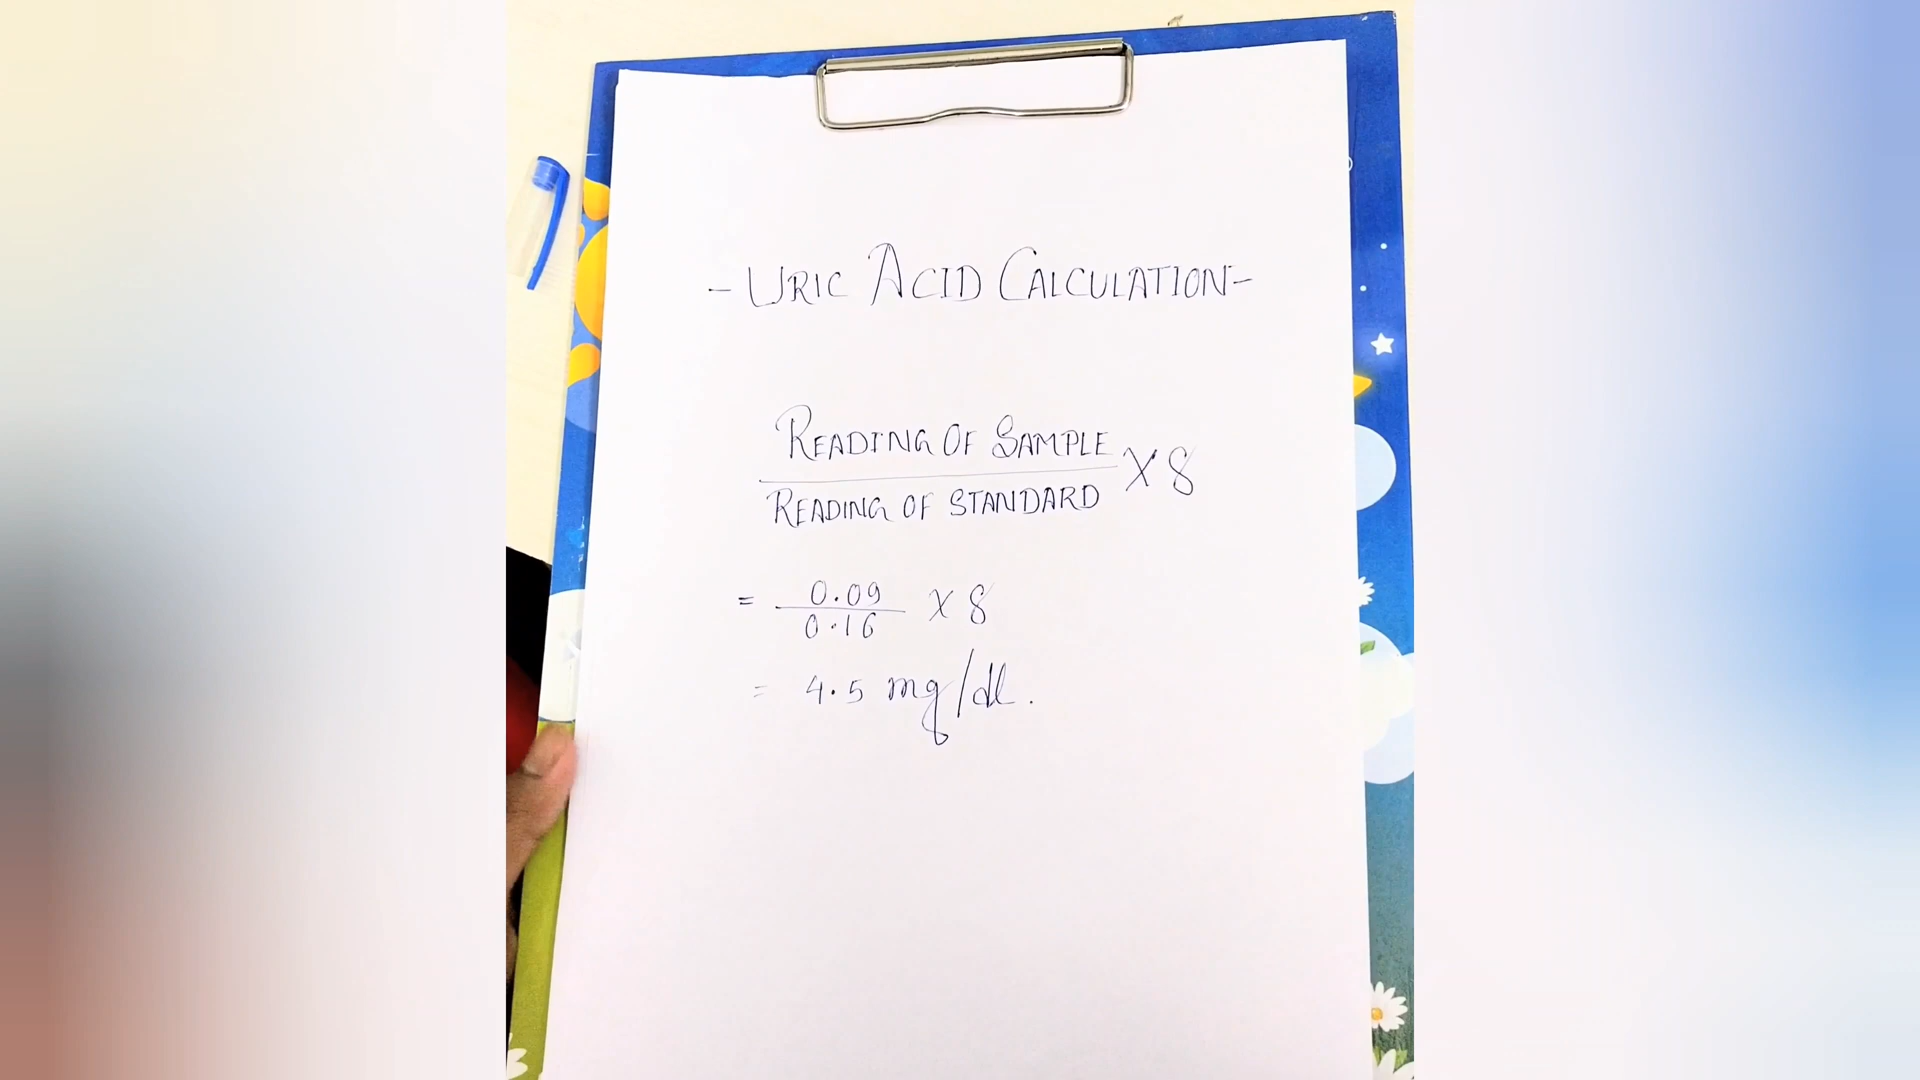 - URIC ACID CALCULATION-
READING OF SAMPLE
READING OF STANDARD X 8
= 0.09
0.16 X 8
= 4.5 mg/dl.